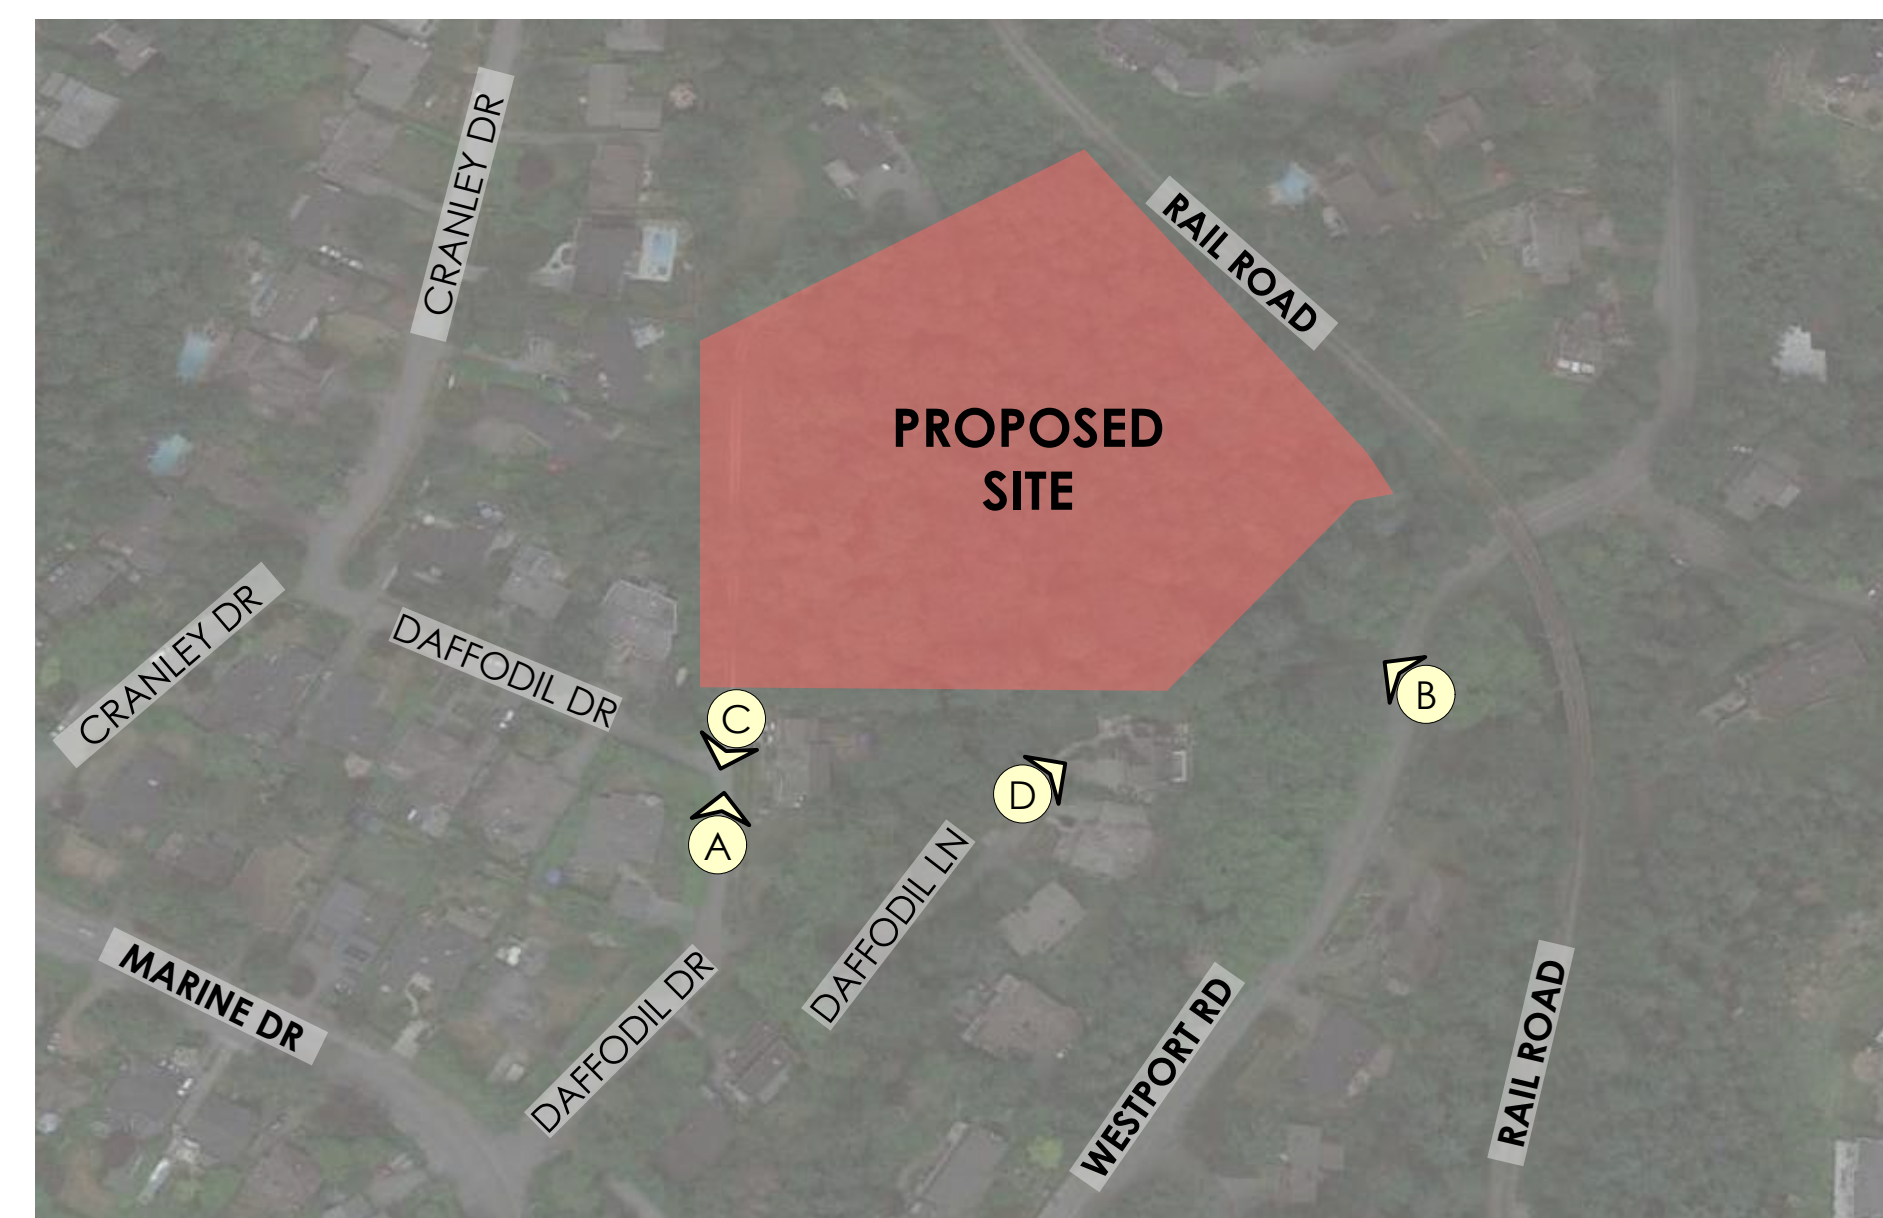 CRANLEY DR
RAIL ROAD
PROPOSED
SITE
CRANLEY DR
DAFFODIL DR
C
B
D
A
DAFFODIL LN
MARINE DR
DAFFODIL DR
WESTPORT RD
RAIL ROAD